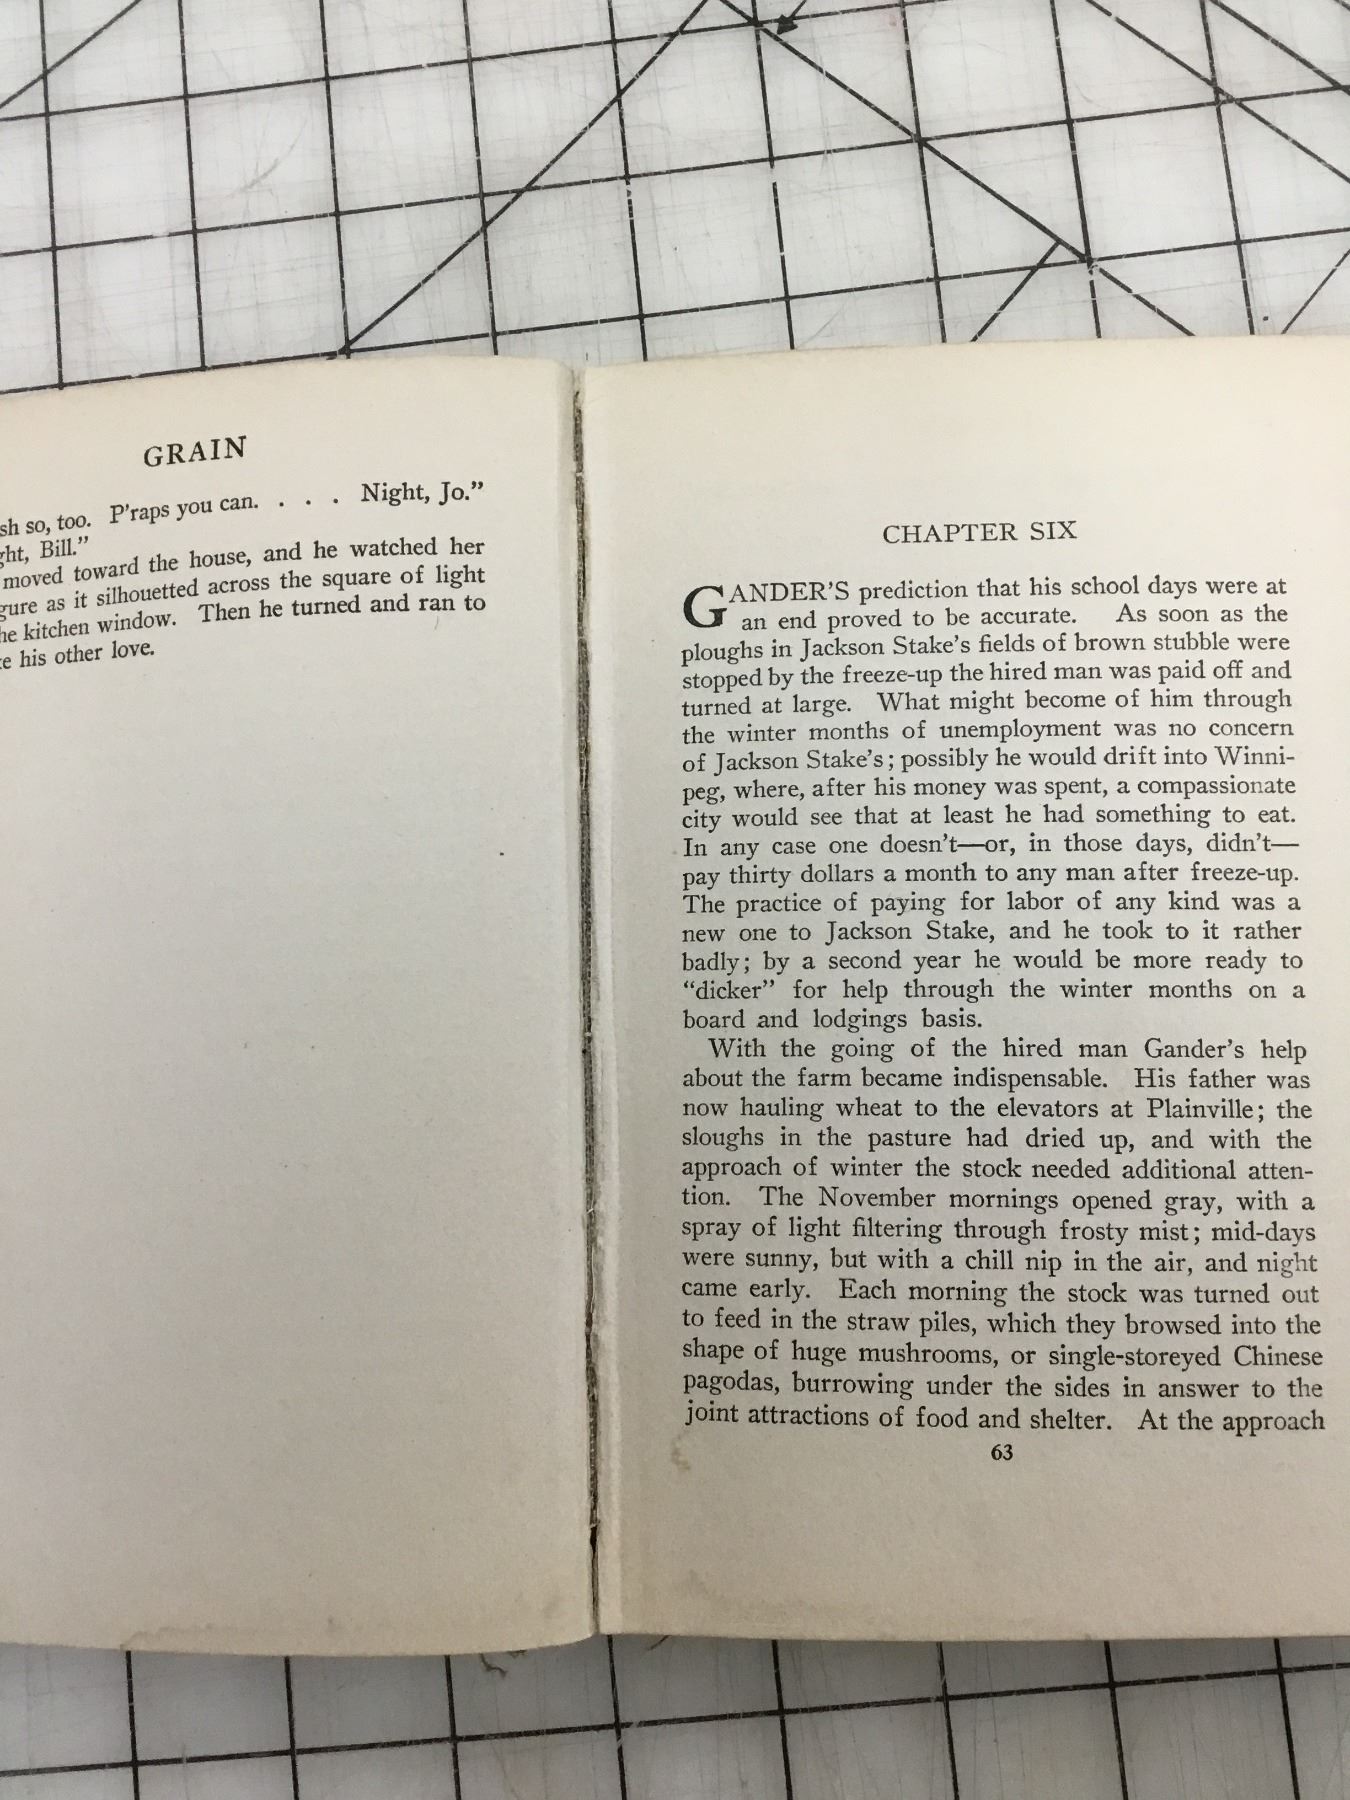 GRAIN
so, too. P'raps you can. . . . Night, Jo."
Bill."
moved toward the house, and he watched her
as it silhouetted across the square of light
kitchen window. Then he turned and ran to
his other love.
CHAPTER SIX
GANDER'S prediction that his school days were at
an end proved to be accurate. As soon as the
ploughs in Jackson Stake's fields of brown stubble were
stopped by the freeze-up the hired man was paid off and
turned at large. What might become of him through
the winter months of unemployment was no concern
of Jackson Stake's; possibly he would drift into Winni-
peg, where, after his money was spent, a compassionate
city would see that at least he had something to eat.
In any case one doesn't—or, in those days, didn't—
pay thirty dollars a month to any man after freeze-up.
The practice of paying for labor of any kind was a
new one to Jackson Stake, and he took to it rather
badly; by a second year he would be more ready to
"dicker" for help through the winter months on a
board and lodgings basis.
With the going of the hired man Gander's help
about the farm became indispensable. His father was
now hauling wheat to the elevators at Plainville; the
sloughs in the pasture had dried up, and with the
approach of winter the stock needed additional atten-
tion. The November mornings opened gray, with a
spray of light filtering through frosty mist; mid-days
were sunny, but with a chill nip in the air, and night
came early. Each morning the stock was turned out
to feed in the straw piles, which they browsed into the
shape of huge mushrooms, or single-storeyed Chinese
pagodas, burrowing under the sides in answer to the
joint attractions of food and shelter. At the approach
63